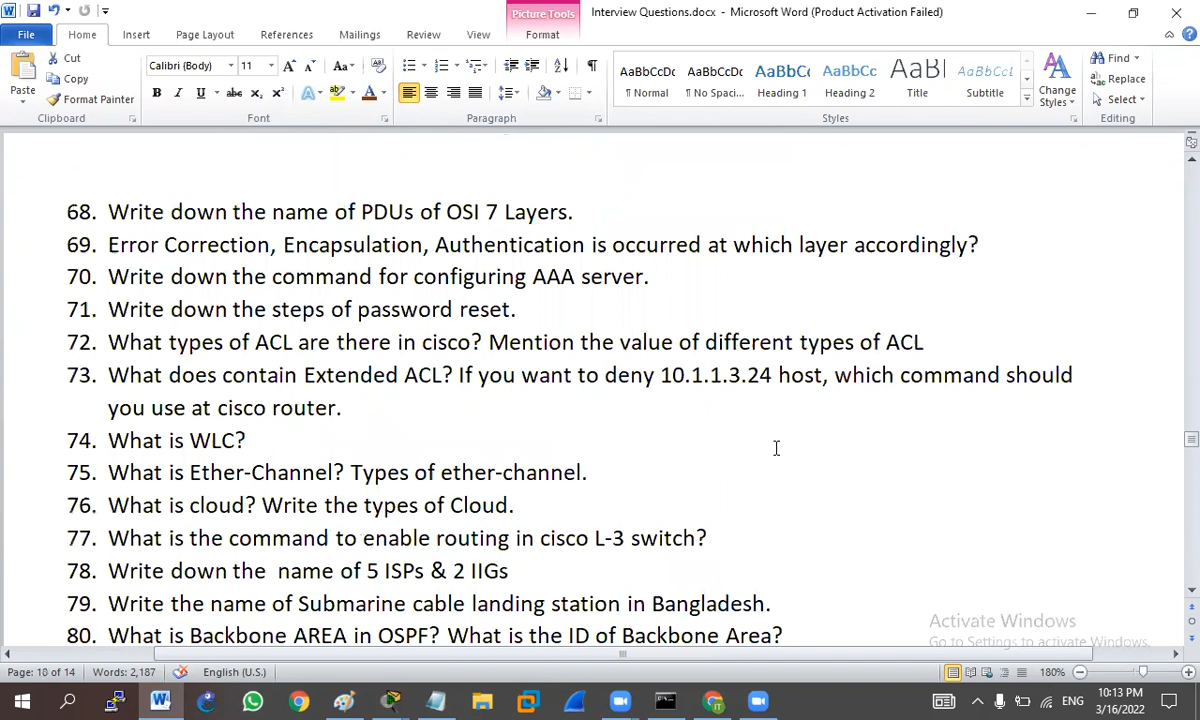 Picture Tools
Interview Questions.docx - Microsoft Word (Product Activation Failed)
File Home Insert Page Layout References Mailings Review View Format
Paste
Cut
Copy
Format Painter
Clipboard
Calibri (Body) 11
Font
Paragraph
AaBbCcDc AaBbCcDc AaBbCc AaBbCc AaBl AaBbCcL
¶ Normal ¶ No Spaci... Heading 1 Heading 2 Title Subtitle
Change Styles
Styles
Find
Replace
Select
Editing
68. Write down the name of PDUs of OSI 7 Layers.
69. Error Correction, Encapsulation, Authentication is occurred at which layer accordingly?
70. Write down the command for configuring AAA server.
71. Write down the steps of password reset.
72. What types of ACL are there in cisco? Mention the value of different types of ACL
73. What does contain Extended ACL? If you want to deny 10.1.1.3.24 host, which command should
you use at cisco router.
74. What is WLC?
75. What is Ether-Channel? Types of ether-channel.
76. What is cloud? Write the types of Cloud.
77. What is the command to enable routing in cisco L-3 switch?
78. Write down the name of 5 ISPs & 2 IIGs
79. Write the name of Submarine cable landing station in Bangladesh.
80. What is Backbone AREA in OSPF? What is the ID of Backbone Area?
Activate Windows
Go to Settings to activate Windows.
Page: 10 of 14 Words: 2,187 English (U.S.) 180%
ENG
10:13 PM
3/16/2022